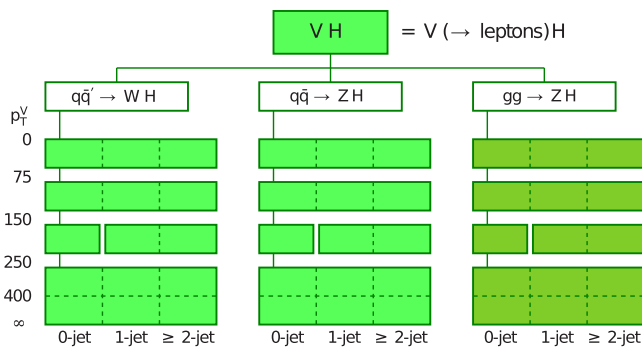 V H = V (→ leptons) H
qq̄′ → W H qq̄ → Z H gg → Z H
p_T^V
0
75
150
250
400
∞
0-jet 1-jet ≥ 2-jet 0-jet 1-jet ≥ 2-jet 0-jet 1-jet ≥ 2-jet